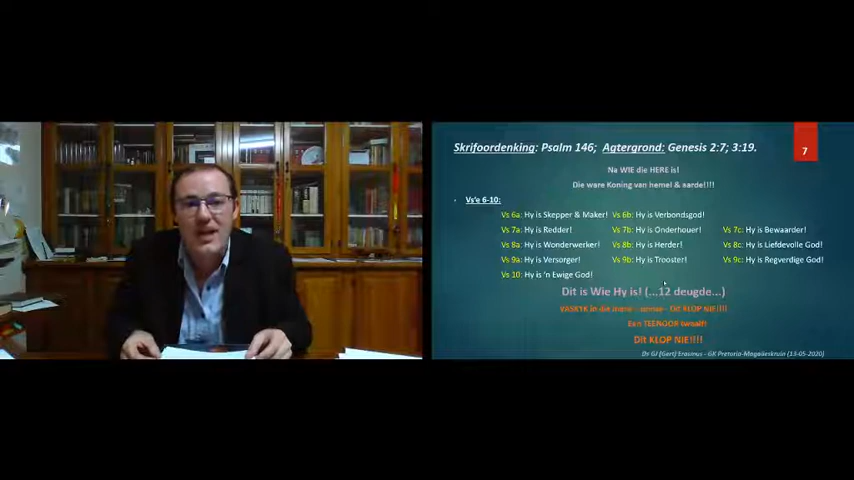 Skrifoordenking: Psalm 146; Agtergrond: Genesis 2:7; 3:19.
7
Na WIE die HERE is!
Die ware Koning van hemel & aarde!!!!
Vs'e 6-10:
Vs 6a: Hy is Skepper & Maker! Vs 6b: Hy is Verbondsgod!
Vs 7a: Hy is Redder! Vs 7b: Hy is Onderhouer! Vs 7c: Hy is Bewaarder!
Vs 8a: Hy is Wonderwerker! Vs 8b: Hy is Herder! Vs 8c: Hy is Liefdevolle God!
Vs 9a: Hy is Versorger! Vs 9b: Hy is Trooster! Vs 9c: Hy is Regverdige God!
Vs 10: Hy is 'n Ewige God!
Dit is Wie Hy is! (...12 deugde...)
in die Dit KLOP NIE!!!!
Een TEENOOR
Dit KLOP NIE!!!!
Ds GJ (Gert) Erasmus - GK Pretoria-Magalieskruin (13-05-2020)